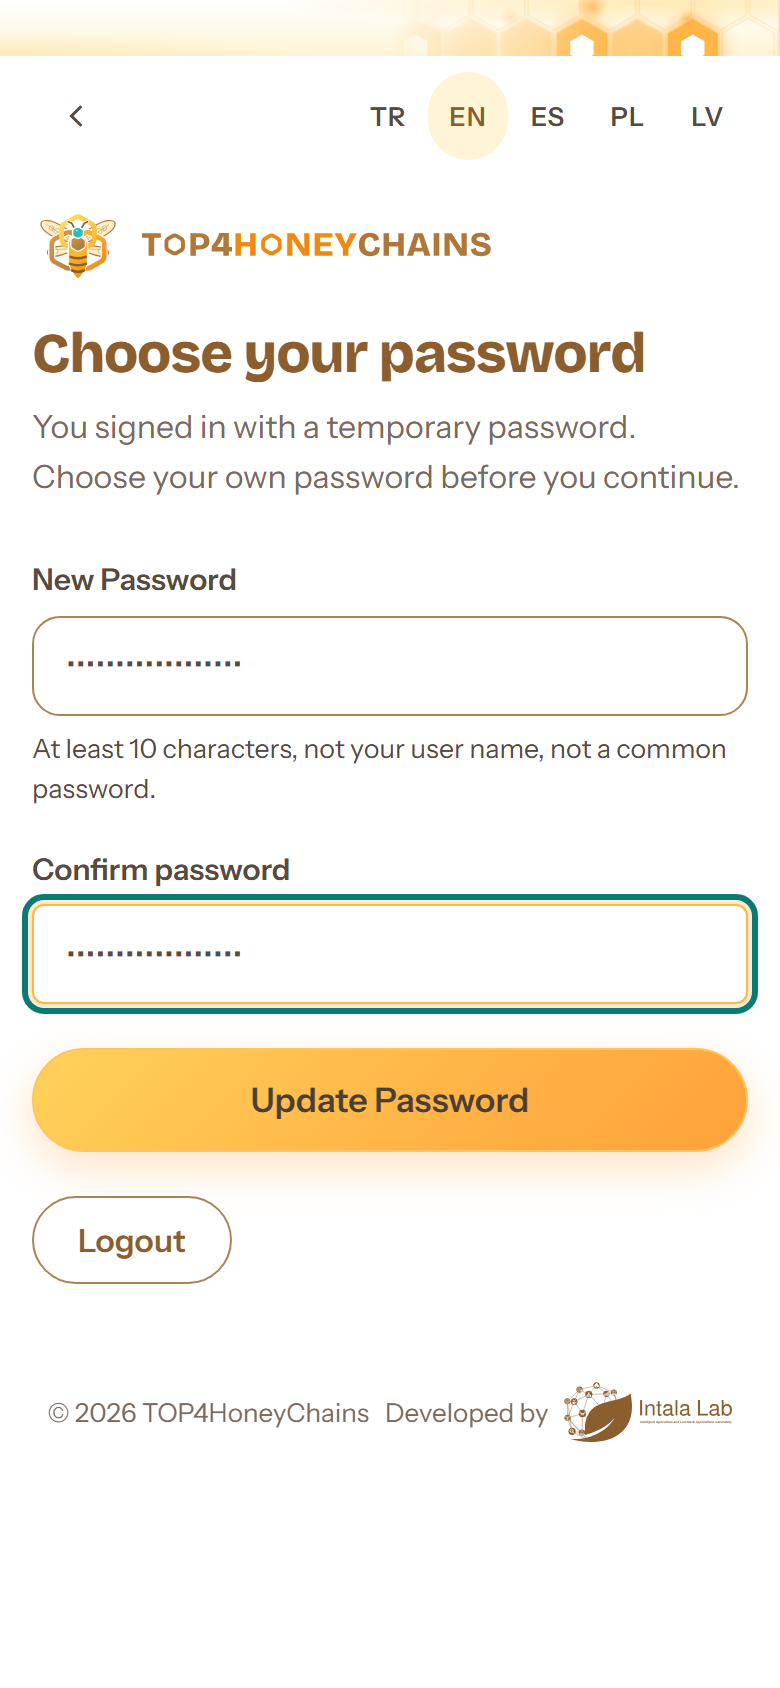 TR EN ES PL LV
TOP4HONEYCHAINS
Choose your password
You signed in with a temporary password.
Choose your own password before you continue.
New Password
••••••••••••••••••
At least 10 characters, not your user name, not a common
password.
Confirm password
••••••••••••••••••
Update Password
Logout
© 2026 TOP4HoneyChains Developed by Intala Lab